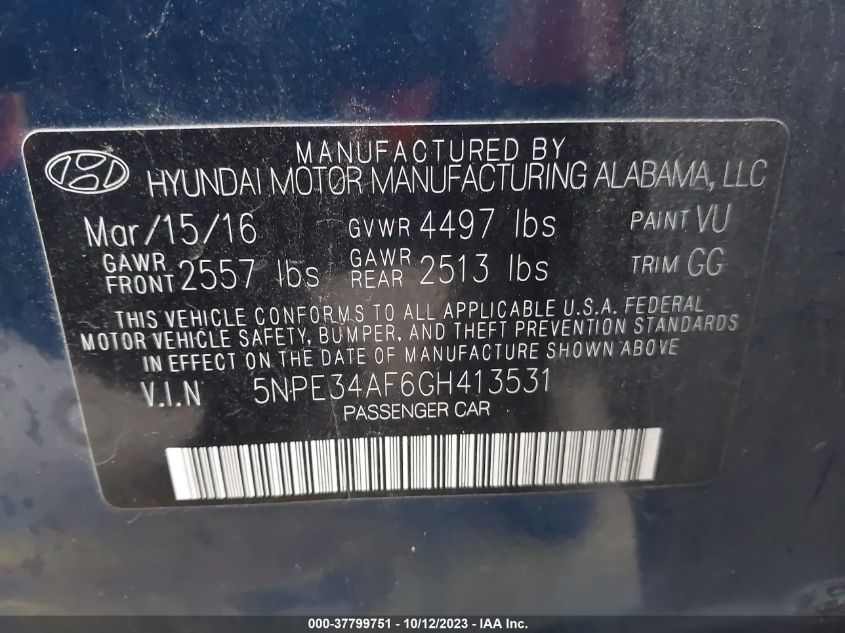 MANUFACTURED BY
HYUNDAI MOTOR MANUFACTURING ALABAMA, LLC
Mar/15/16 GVWR 4497 lbs PAINT VU
GAWR FRONT 2557 lbs GAWR REAR 2513 lbs TRIM GG
THIS VEHICLE CONFORMS TO ALL APPLICABLE U.S.A. FEDERAL
MOTOR VEHICLE SAFETY, BUMPER, AND THEFT PREVENTION STANDARDS
IN EFFECT ON THE DATE OF MANUFACTURE SHOWN ABOVE
V.I.N 5NPE34AF6GH413531
PASSENGER CAR
000-37799751 - 10/12/2023 - IAA Inc.